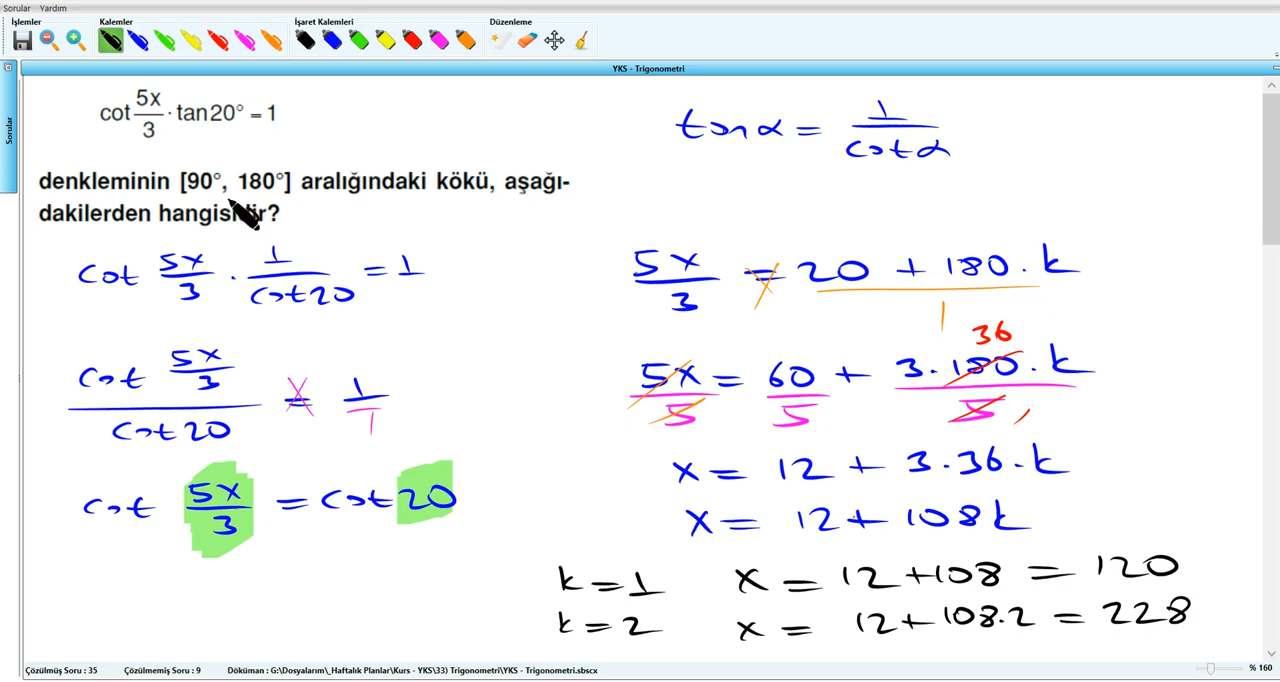 Sorular Yardım
İşlemler Kalemler İşaret Kalemleri Düzenleme
YKS - Trigonometri
Sorular
cot 5x/3 · tan20° = 1
denkleminin [90°, 180°] aralığındaki kökü, aşağı-
dakilerden hangisidir?
cot 5x/3 · 1/cot20 = 1
cot 5x/3 / cot20 = 1/1
cot 5x/3 = cot 20
tanα = 1/cotα
5x/3 = 20 + 180.k / 1
36
5x/5 = 60/5 + 3.180.k/5
x = 12 + 3.36.k
x = 12 + 108k
k = 1 x = 12 + 108 = 120
k = 2 x = 12 + 108.2 = 228
Çözülmüş Soru : 35 Çözülmemiş Soru : 9 Döküman : G:\Dosyalarım\_Haftalık Planlar\Kurs - YKS\33) Trigonometri\YKS - Trigonometri.sbscx % 160